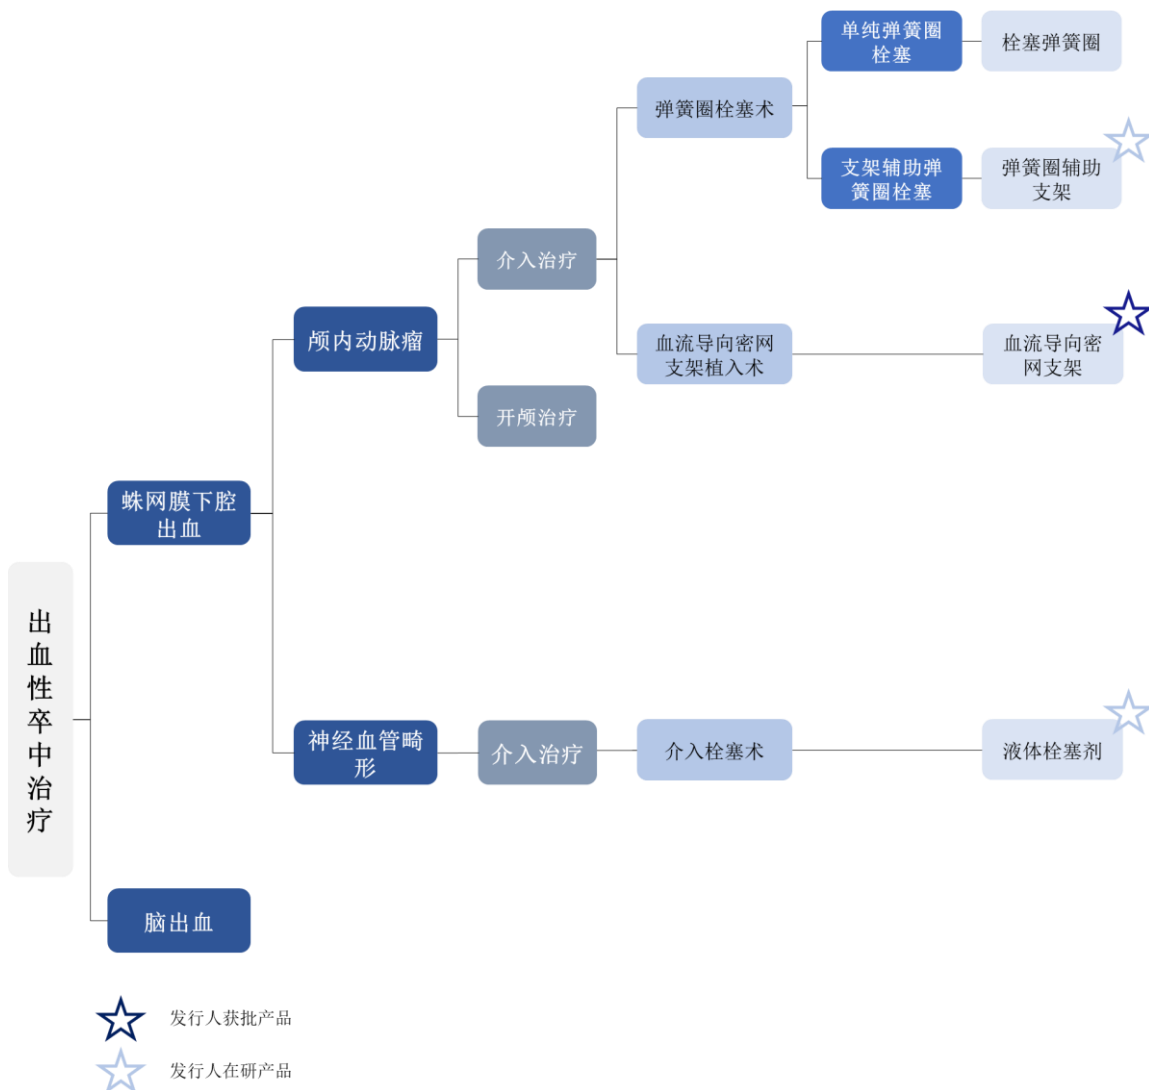 单纯弹簧圈
栓塞
栓塞弹簧圈
弹簧圈栓塞术
支架辅助弹
簧圈栓塞
弹簧圈辅助
支架
介入治疗
颅内动脉瘤
血流导向密网
支架植入术
血流导向密
网支架
开颅治疗
蛛网膜下腔
出血
出血性卒中治疗
神经血管畸
形
介入治疗
介入栓塞术
液体栓塞剂
脑出血
发行人获批产品
发行人在研产品